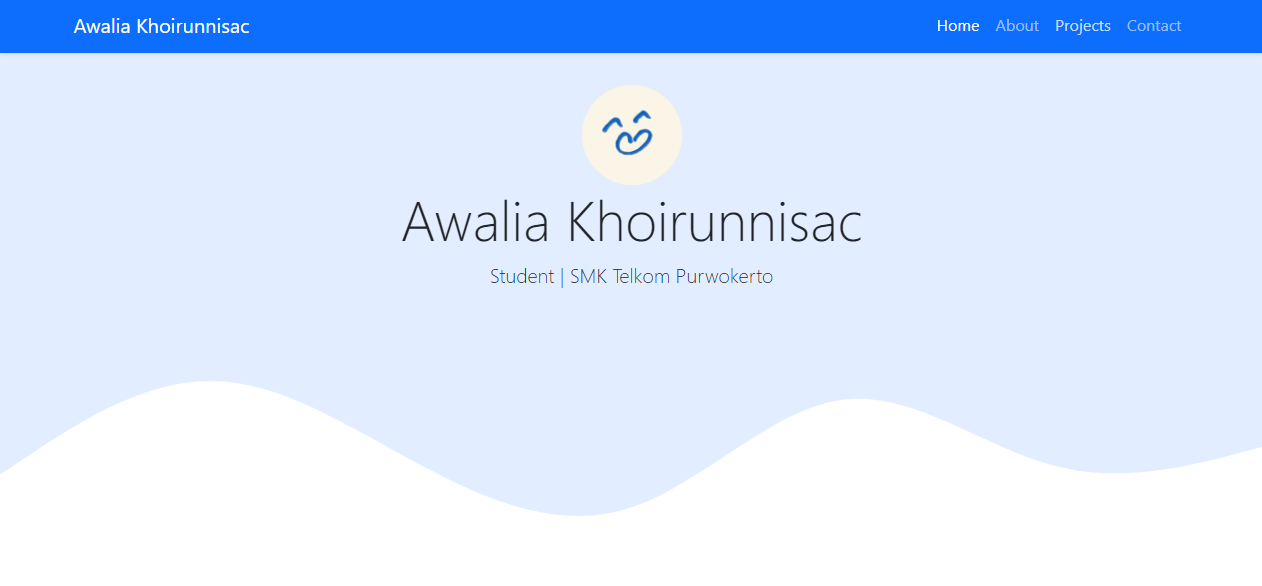 Awalia Khoirunnisac
Home About Projects Contact
Awalia Khoirunnisac
Student | SMK Telkom Purwokerto